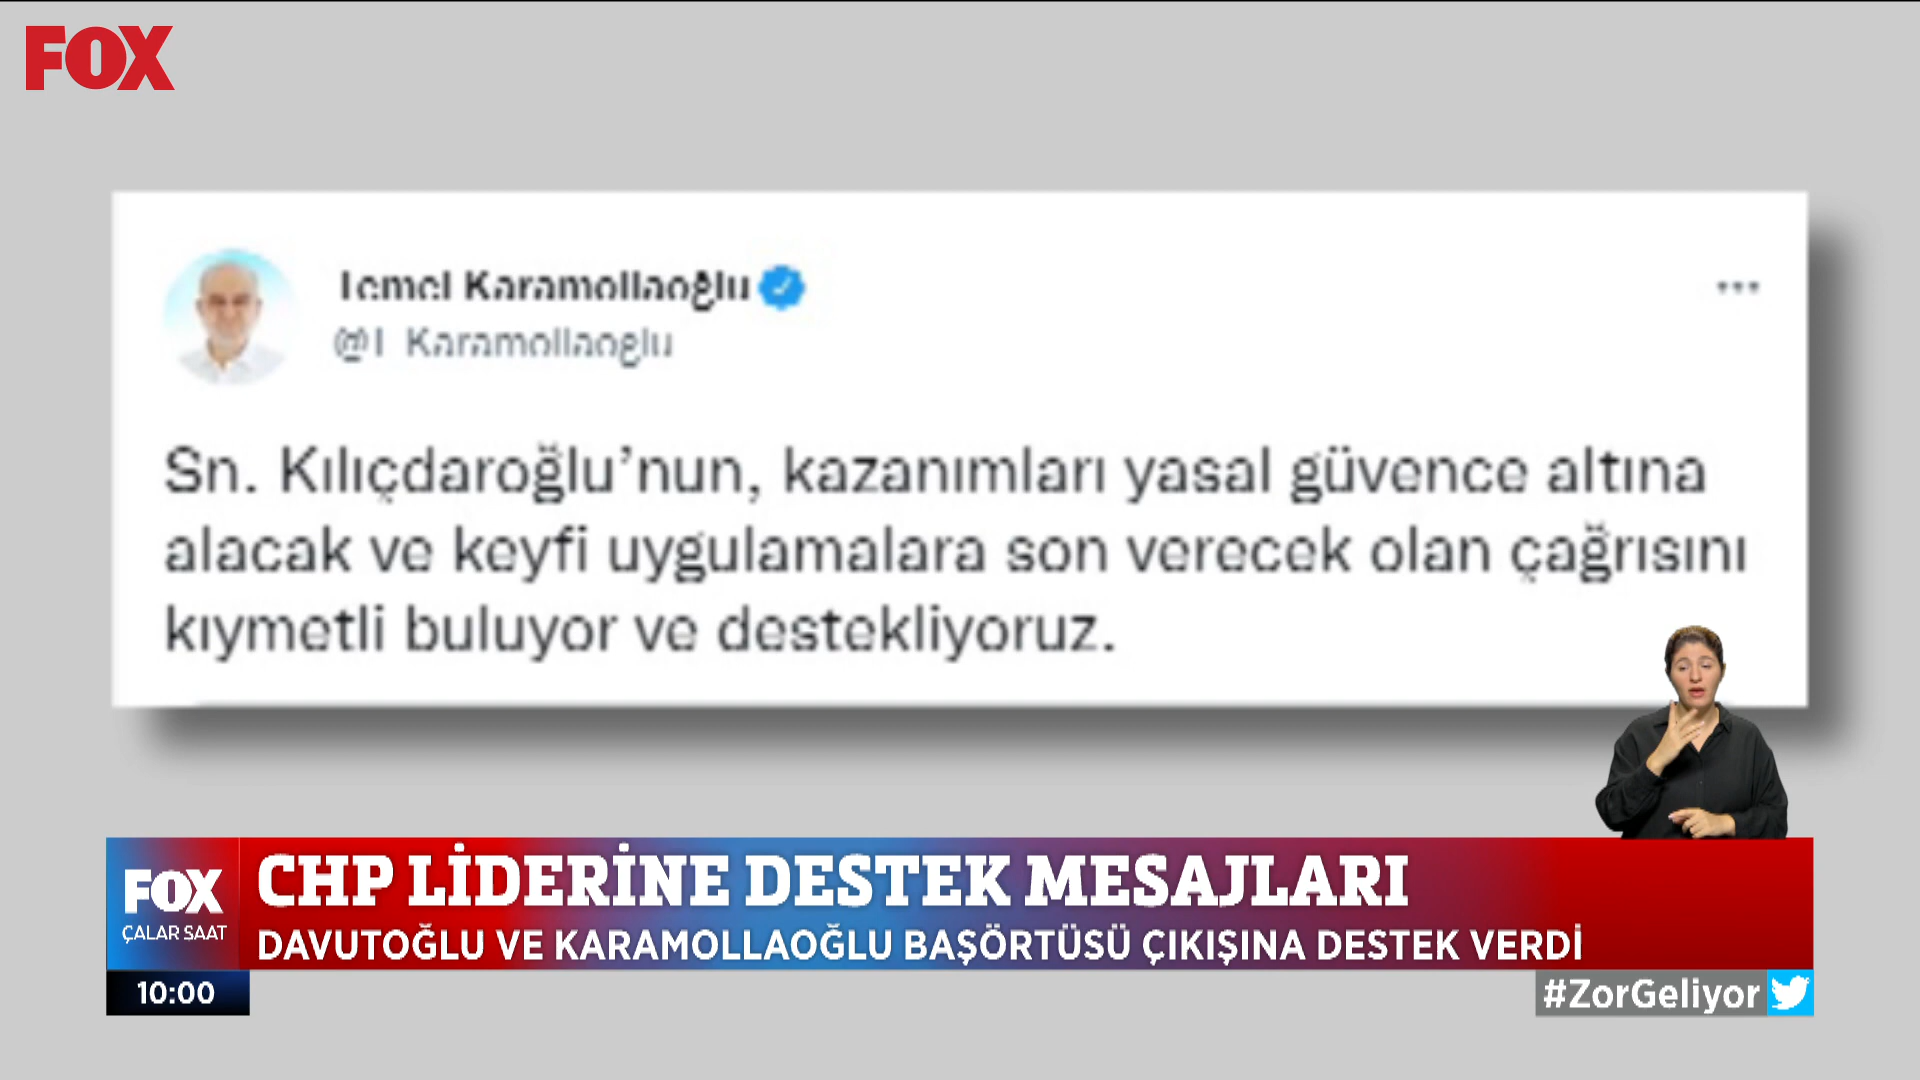 FOX
Temel Karamollaoğlu
@T_Karamollaoglu
Sn. Kılıçdaroğlu'nun, kazanımları yasal güvence altına
alacak ve keyfi uygulamalara son verecek olan çağrısını
kıymetli buluyor ve destekliyoruz.
FOX
ÇALAR SAAT
CHP LİDERİNE DESTEK MESAJLARI
DAVUTOĞLU VE KARAMOLLAOĞLU BAŞÖRTÜSÜ ÇIKIŞINA DESTEK VERDİ
10:00
#ZorGeliyor